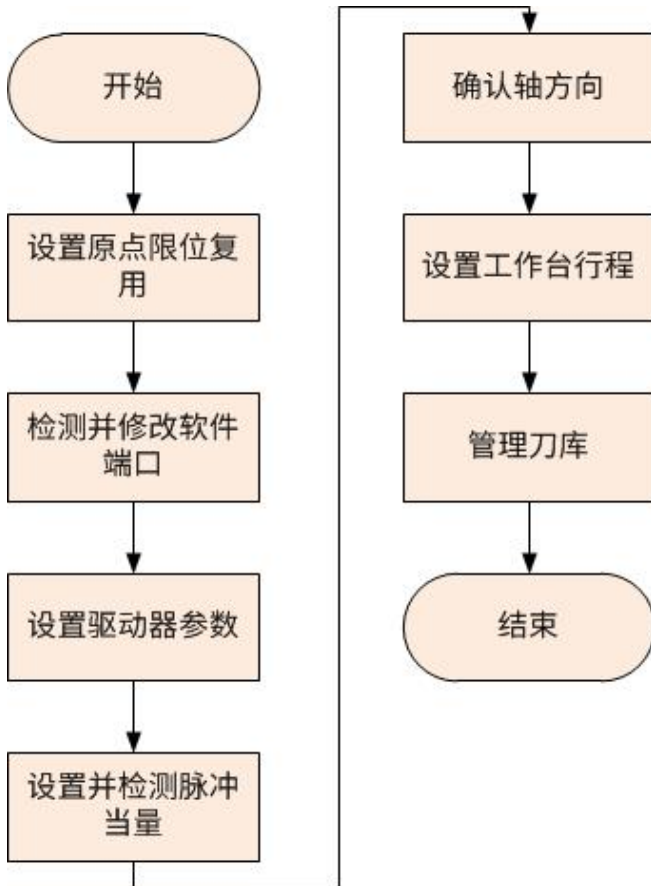 开始
设置原点限位复
用
检测并修改软件
端口
设置驱动器参数
设置并检测脉冲
当量
确认轴方向
设置工作台行程
管理刀库
结束